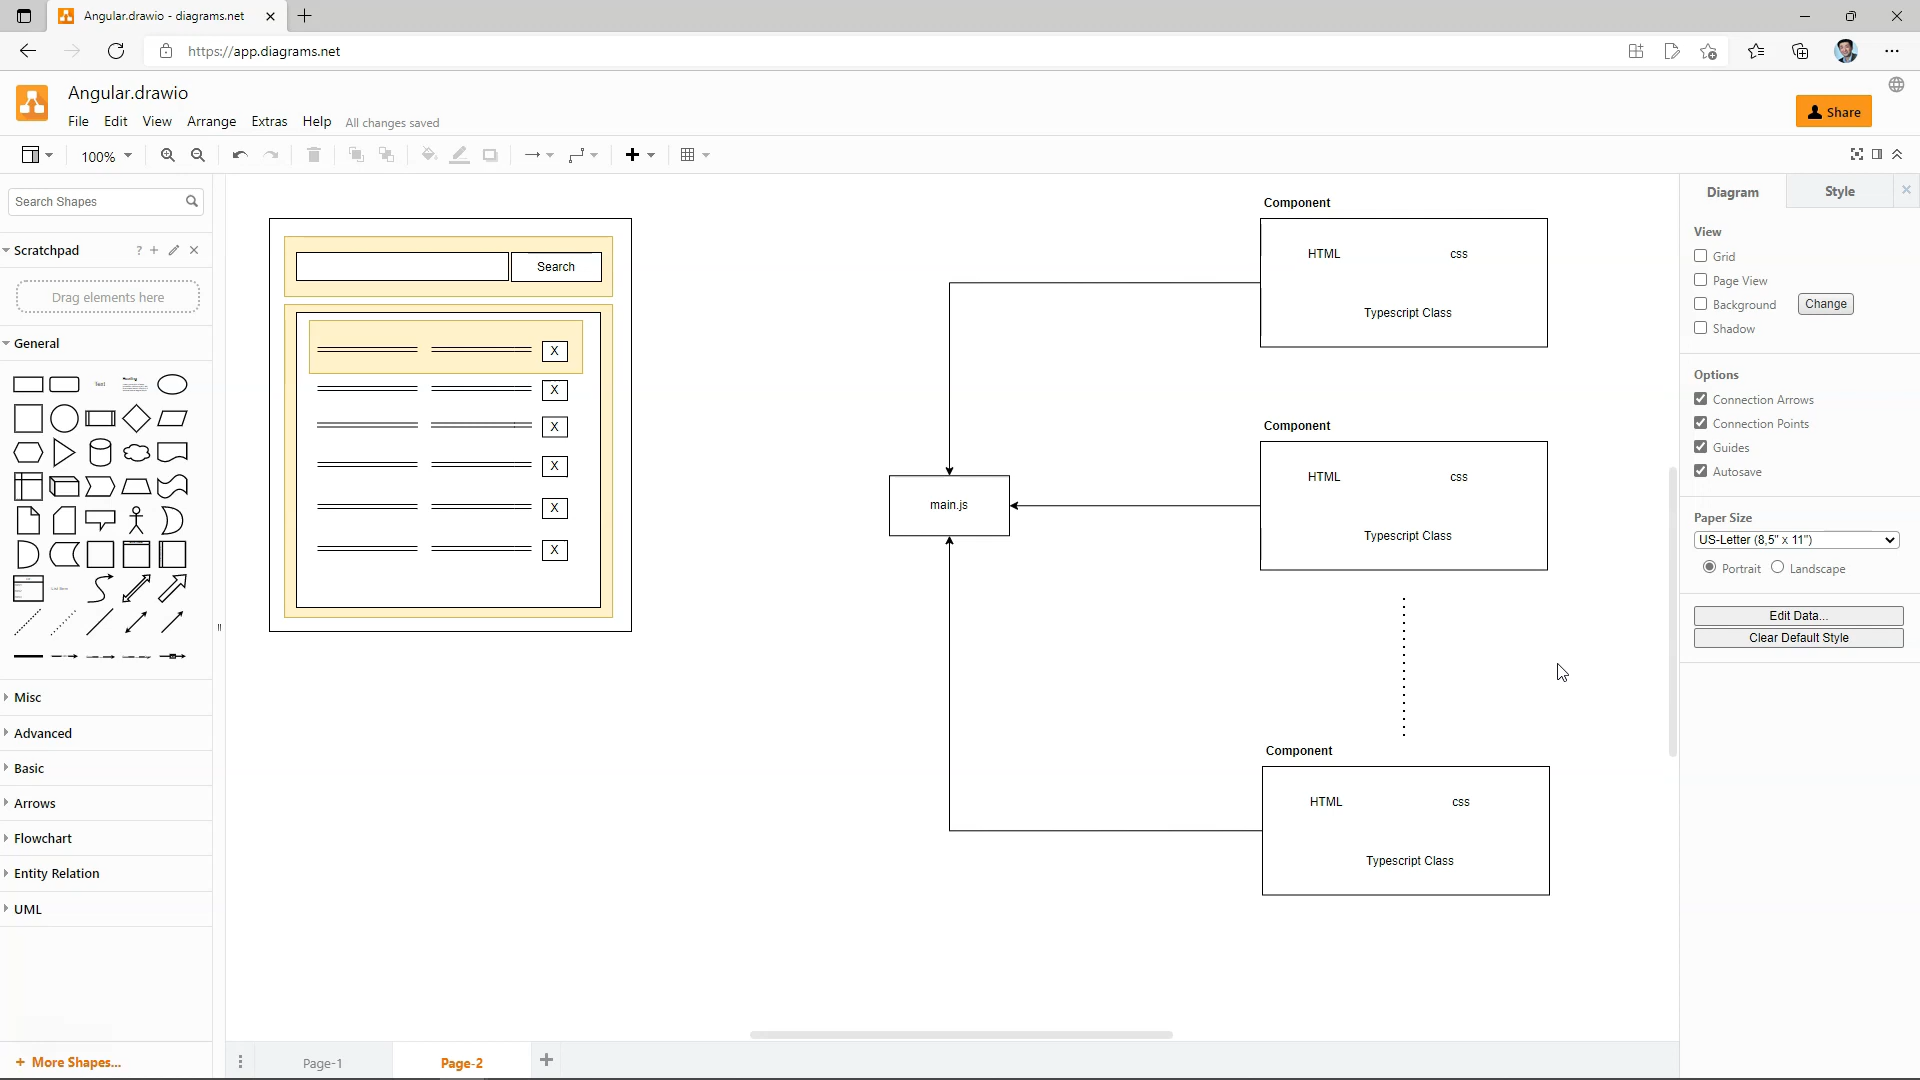 Angular.drawio - diagrams.net
https://app.diagrams.net
Angular.drawio
File Edit View Arrange Extras Help All changes saved
Share
100%
Search Shapes
Scratchpad
?
Drag elements here
General
Text
Heading
Misc
Advanced
Basic
Arrows
Flowchart
Entity Relation
UML
+ More Shapes...
Search
X
X
X
X
X
X
main.js
Component
HTML css
Typescript Class
Component
HTML css
Typescript Class
Component
HTML css
Typescript Class
Page-1
Page-2
Diagram
Style
View
Grid
Page View
Background
Change
Shadow
Options
Connection Arrows
Connection Points
Guides
Autosave
Paper Size
US-Letter (8,5" x 11")
Portrait Landscape
Edit Data...
Clear Default Style